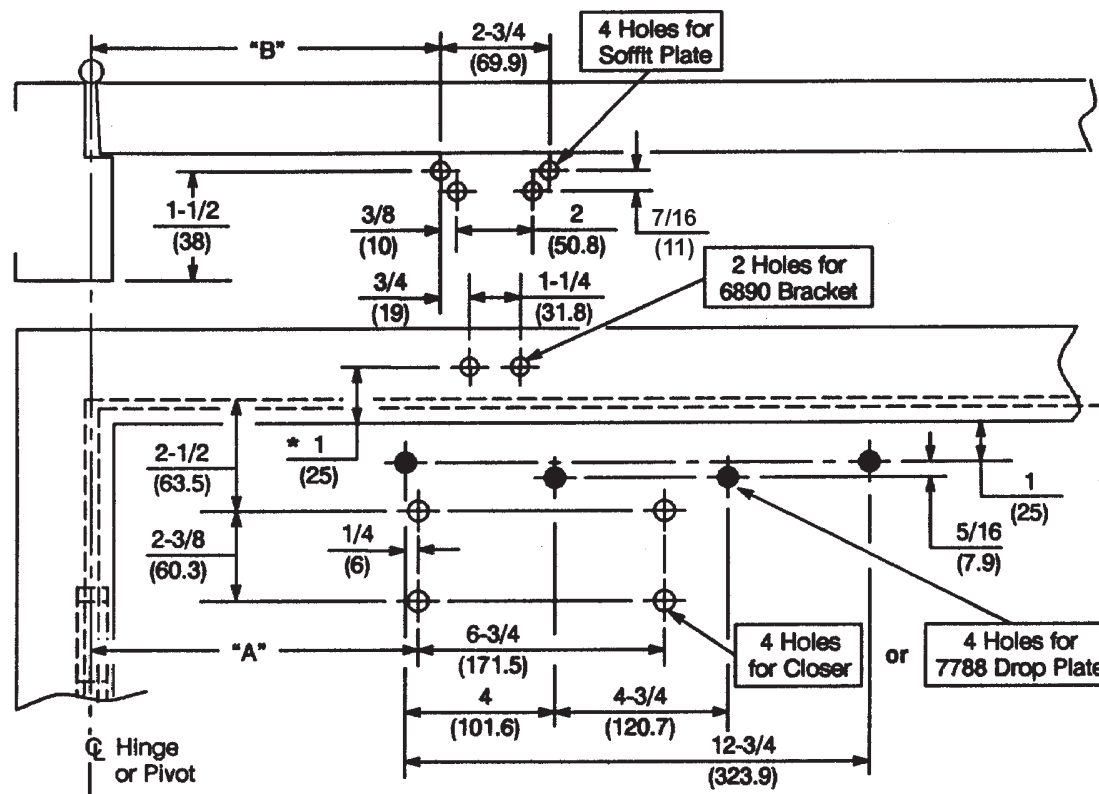 "B"
2-3/4
(69.9)
4 Holes for
Soffit Plate
1-1/2
(38)
3/8
(10)
2
(50.8)
7/16
(11)
3/4
(19)
1-1/4
(31.8)
2 Holes for
6890 Bracket
* 1
(25)
2-1/2
(63.5)
1
(25)
5/16
(7.9)
2-3/8
(60.3)
1/4
(6)
"A"
6-3/4
(171.5)
4 Holes
for Closer
or
4 Holes for
7788 Drop Plate
4
(101.6)
4-3/4
(120.7)
12-3/4
(323.9)
℄ Hinge
or Pivot